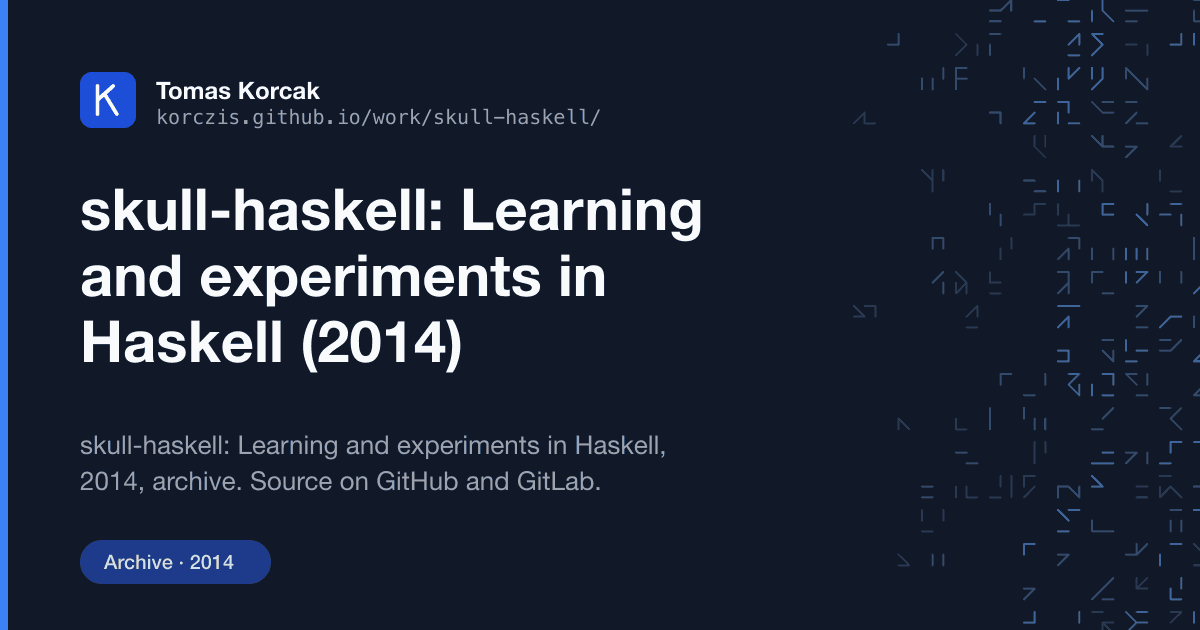 K
Tomas Korcak
korczis.github.io/work/skull-haskell/
skull-haskell: Learning
and experiments in
Haskell (2014)
skull-haskell: Learning and experiments in Haskell,
2014, archive. Source on GitHub and GitLab.
Archive · 2014